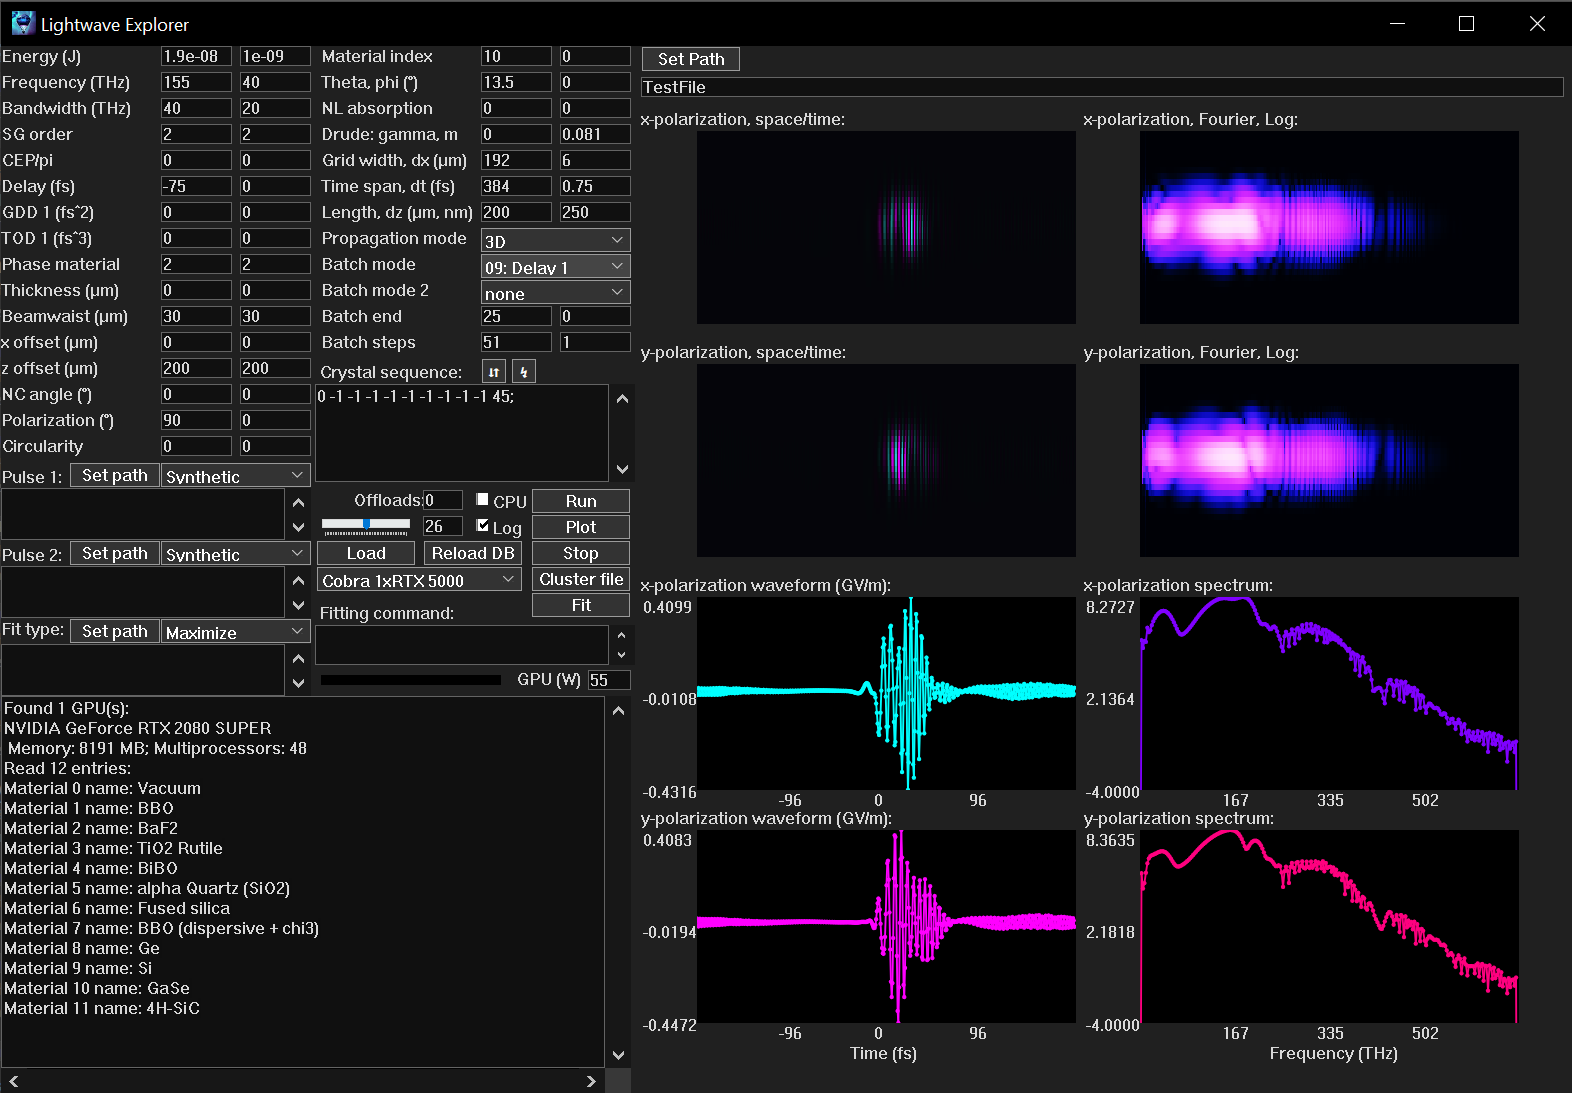 Lightwave Explorer
Energy (J) 1.9e-08 1e-09
Frequency (THz) 155 40
Bandwidth (THz) 40 20
SG order 2 2
CEP/pi 0 0
Delay (fs) -75 0
GDD 1 (fs^2) 0 0
TOD 1 (fs^3) 0 0
Phase material 2 2
Thickness (µm) 0 0
Beamwaist (µm) 30 30
x offset (µm) 0 0
z offset (µm) 200 200
NC angle (°) 0 0
Polarization (°) 90 0
Circularity 0 0
Pulse 1: Set path Synthetic
Pulse 2: Set path Synthetic
Fit type: Set path Maximize
Material index 10 0
Theta, phi (°) 13.5 0
NL absorption 0 0
Drude: gamma, m 0 0.081
Grid width, dx (µm) 192 6
Time span, dt (fs) 384 0.75
Length, dz (µm, nm) 200 250
Propagation mode 3D
Batch mode 09: Delay 1
Batch mode 2 none
Batch end 25 0
Batch steps 51 1
Crystal sequence:
0 -1 -1 -1 -1 -1 -1 -1 -1 -1 45;
Offloads: 0 CPU Run
26 Log Plot
Load Reload DB Stop
Cobra 1xRTX 5000 Cluster file
Fitting command: Fit
GPU (W) 55
Found 1 GPU(s):
NVIDIA GeForce RTX 2080 SUPER
Memory: 8191 MB; Multiprocessors: 48
Read 12 entries:
Material 0 name: Vacuum
Material 1 name: BBO
Material 2 name: BaF2
Material 3 name: TiO2 Rutile
Material 4 name: BiBO
Material 5 name: alpha Quartz (SiO2)
Material 6 name: Fused silica
Material 7 name: BBO (dispersive + chi3)
Material 8 name: Ge
Material 9 name: Si
Material 10 name: GaSe
Material 11 name: 4H-SiC
Set Path
TestFile
x-polarization, space/time:
x-polarization, Fourier, Log:
y-polarization, space/time:
y-polarization, Fourier, Log:
x-polarization waveform (GV/m):
0.4099
-0.0108
-0.4316
-96 0 96
x-polarization spectrum:
8.2727
2.1364
-4.0000
167 335 502
y-polarization waveform (GV/m):
0.4083
-0.0194
-0.4472
-96 0 96
Time (fs)
y-polarization spectrum:
8.3635
2.1818
-4.0000
167 335 502
Frequency (THz)